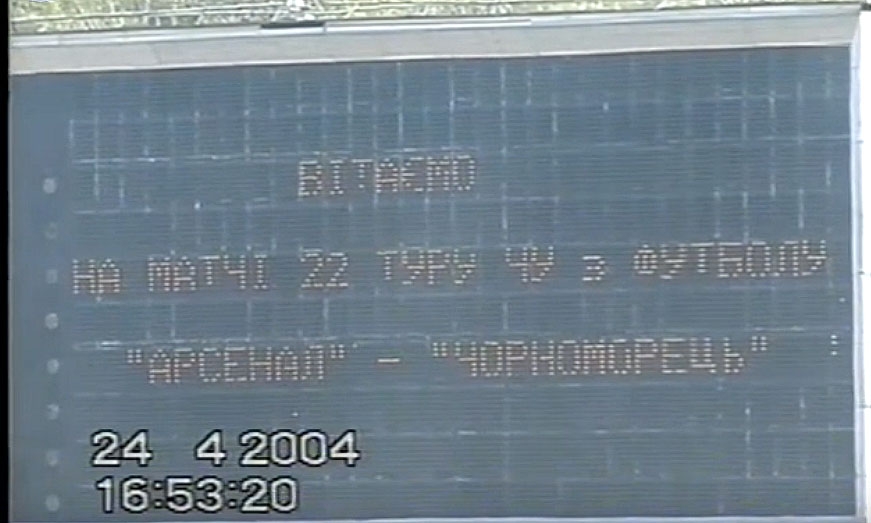 ВІТАЄМО
НА МАТЧІ 22 ТУРУ ЧУ з ФУТБОЛУ
"АРСЕНАЛ" - "ЧОРНОМОРЕЦЬ"
24 4 2004
16:53:20